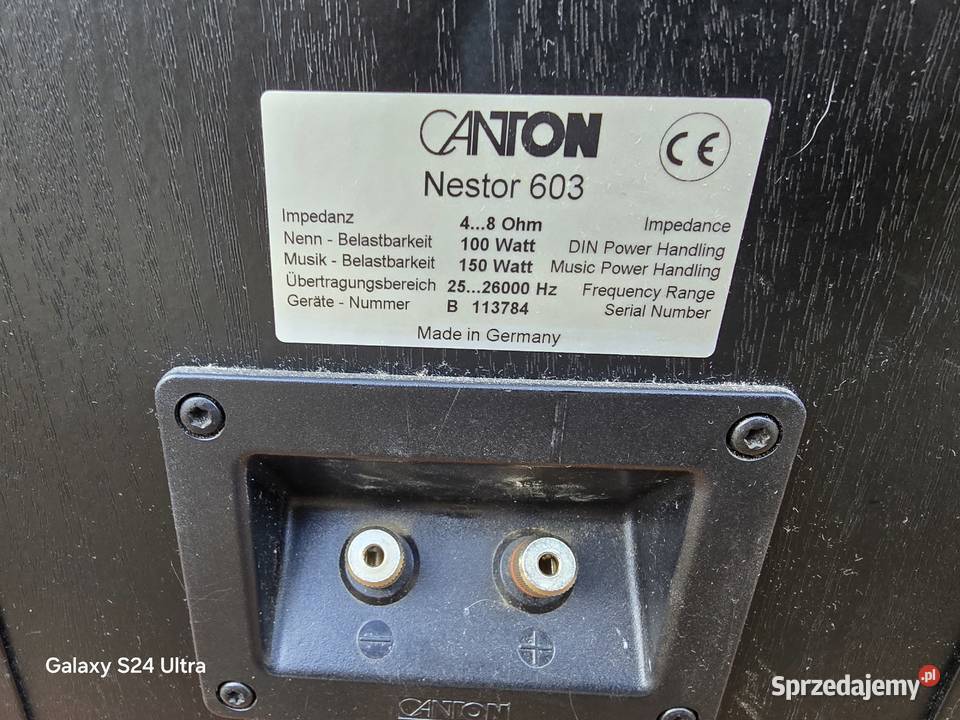 CANTON
CE
Nestor 603
Impedanz 4...8 Ohm Impedance
Nenn - Belastbarkeit 100 Watt DIN Power Handling
Musik - Belastbarkeit 150 Watt Music Power Handling
Übertragungsbereich 25...26000 Hz Frequency Range
Geräte - Nummer B 113784 Serial Number
Made in Germany
− +
CANTON
Galaxy S24 Ultra
Sprzedajemy.pl